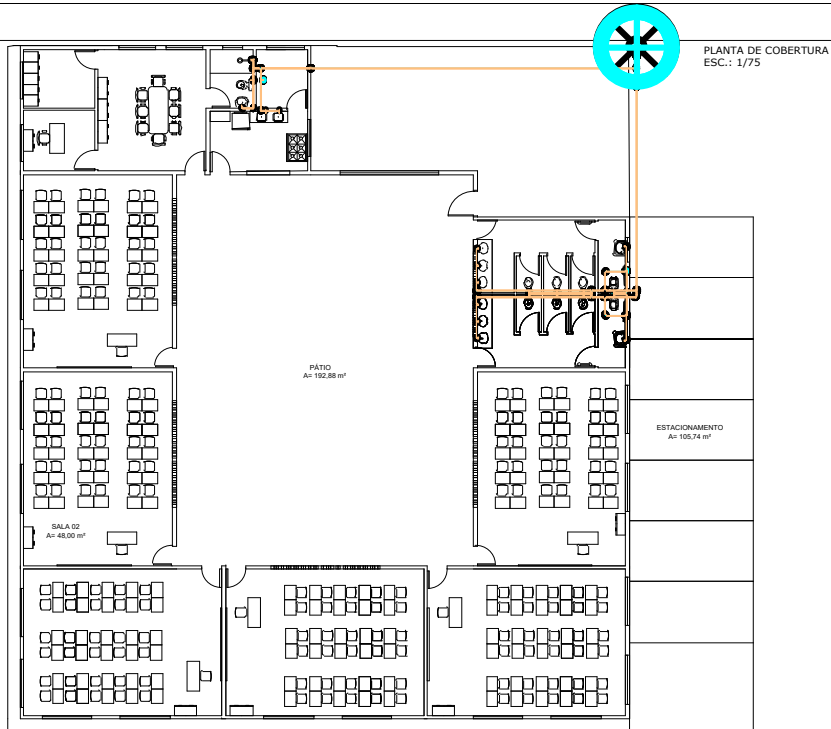 PLANTA DE COBERTURA
ESC.: 1/75
PÁTIO
A= 192,88 m²
ESTACIONAMENTO
A= 105,74 m²
SALA 02
A= 48,00 m²